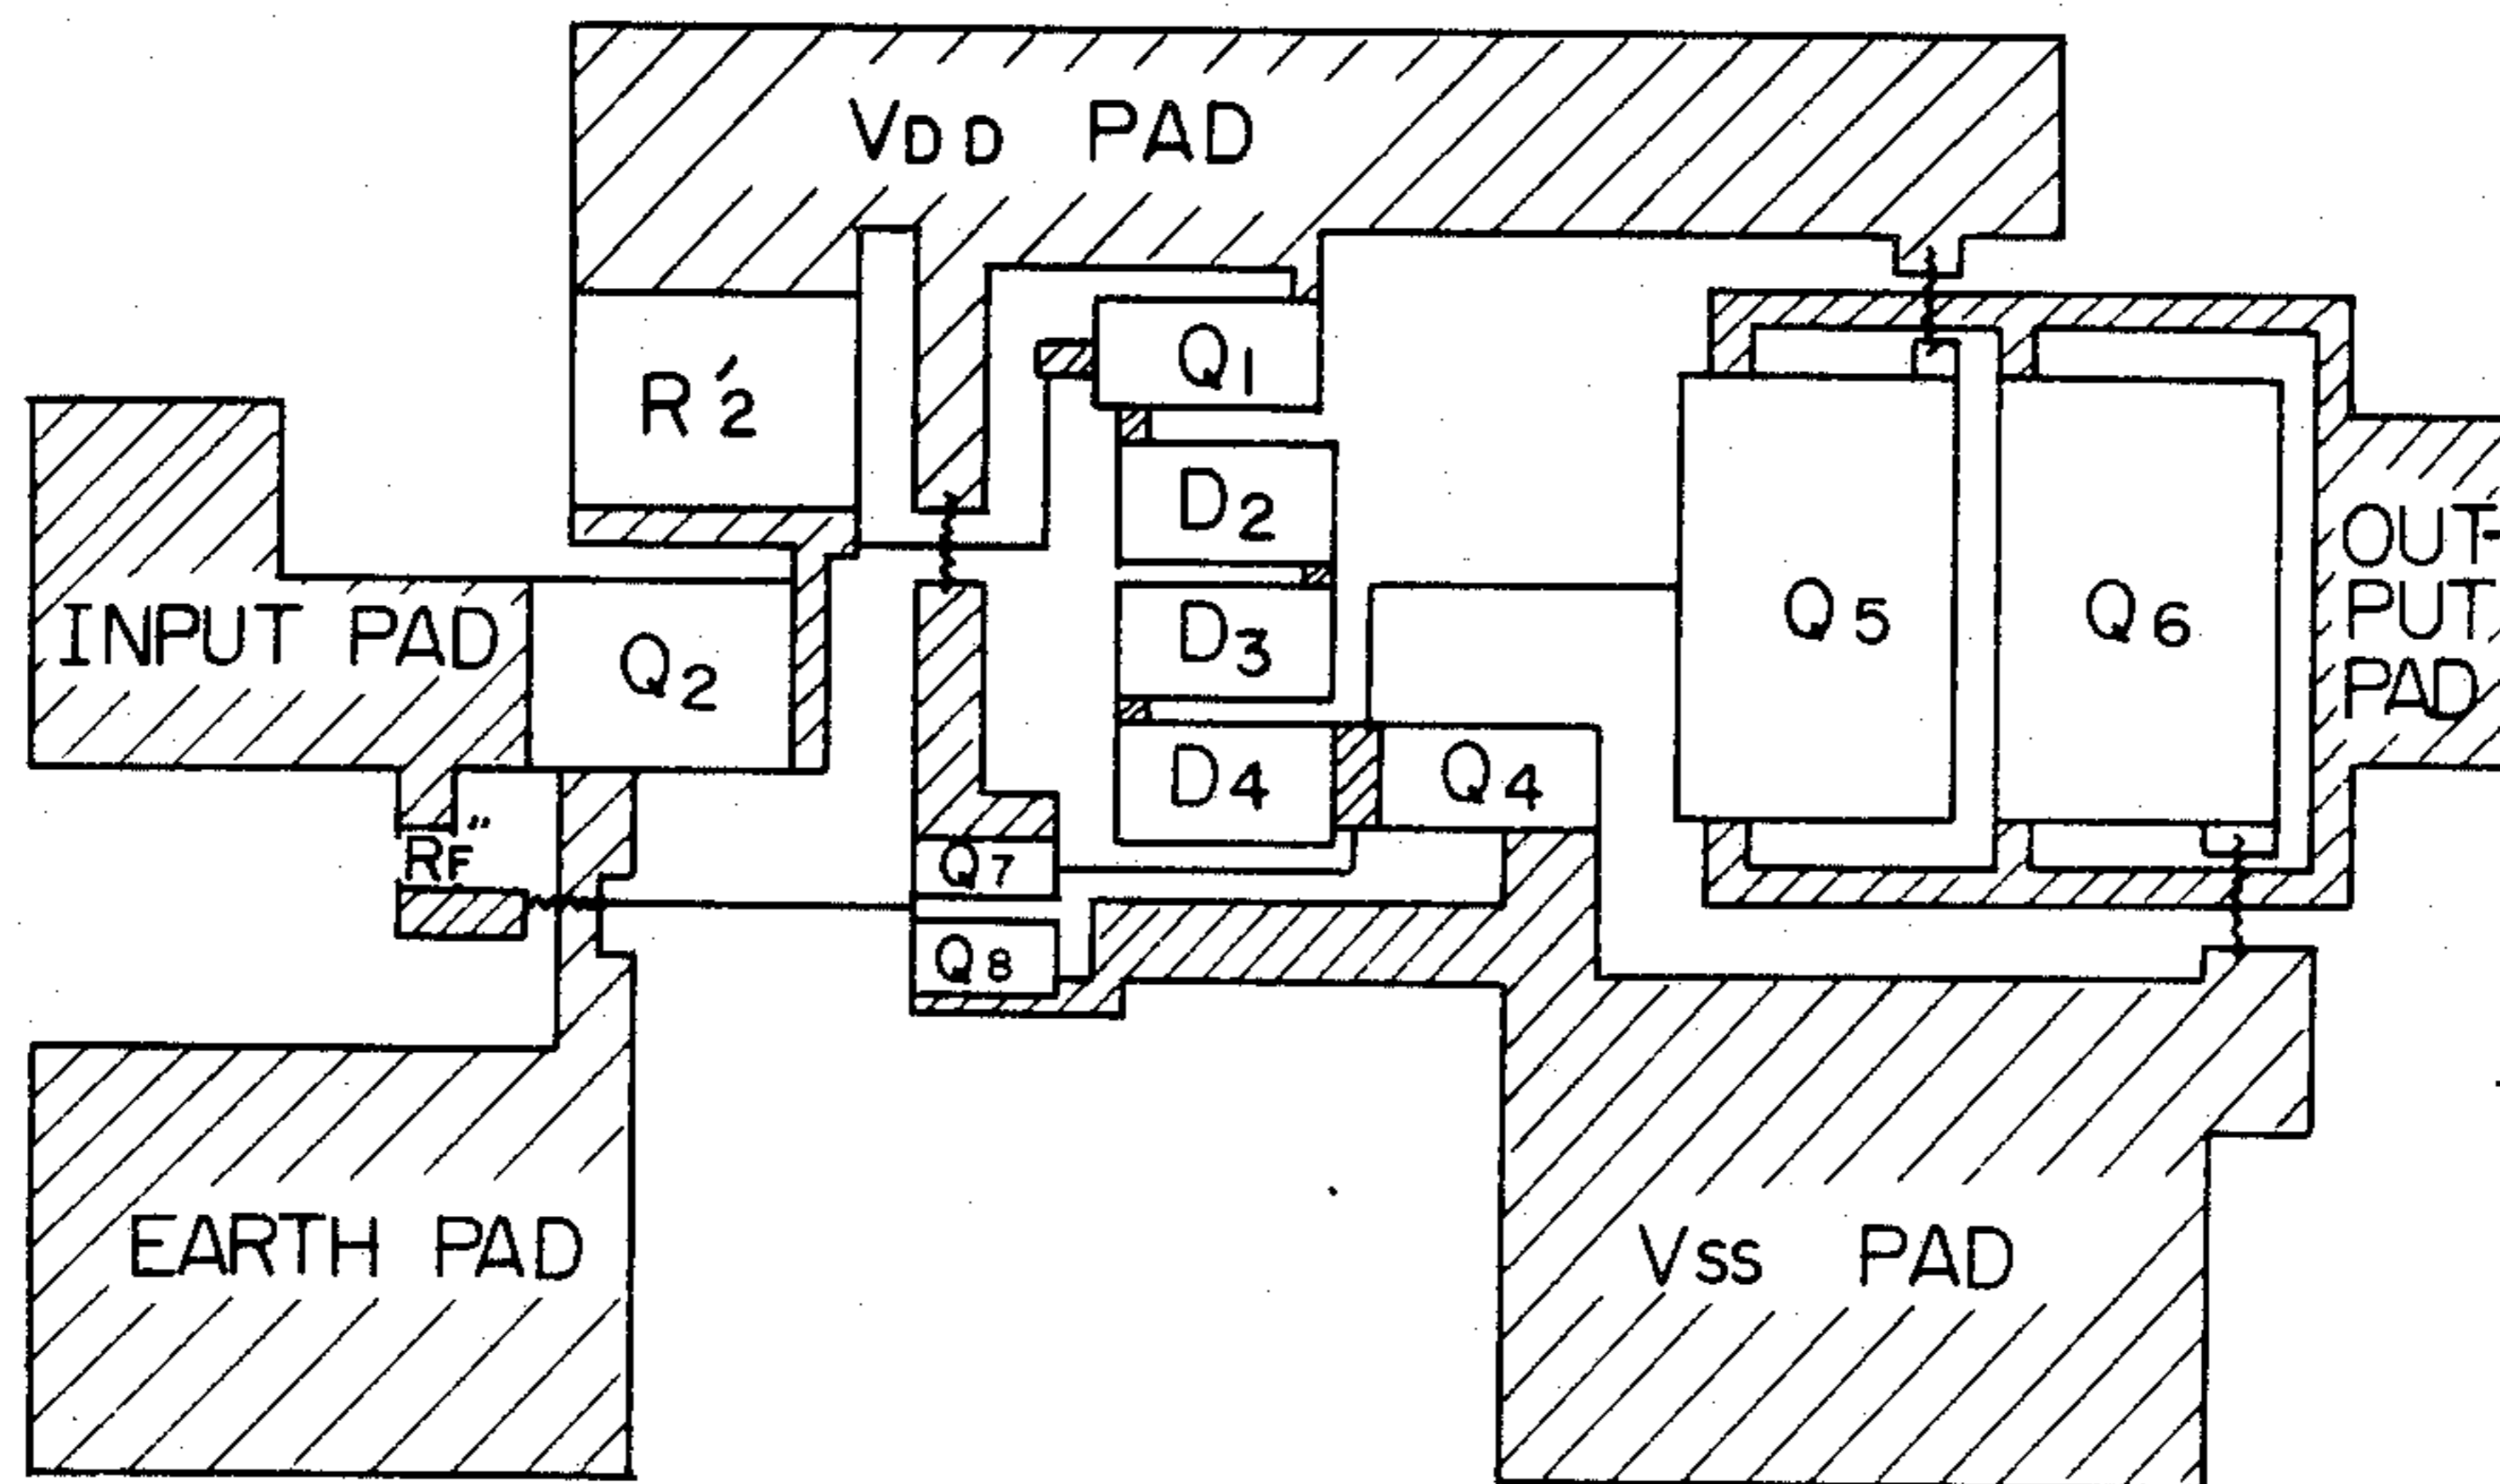 VDD PAD
Q1
R'2
D2
OUT-
PUT
PAD
INPUT PAD
Q2
D3
Q5
Q6
D4
Q4
RF"
Q7
Q8
EARTH PAD
VSS PAD